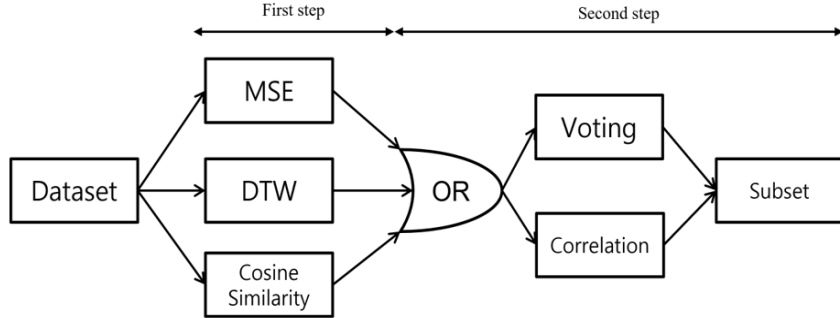 First step
Second step
MSE
Voting
Dataset
DTW
OR
Subset
Correlation
Cosine
Similarity